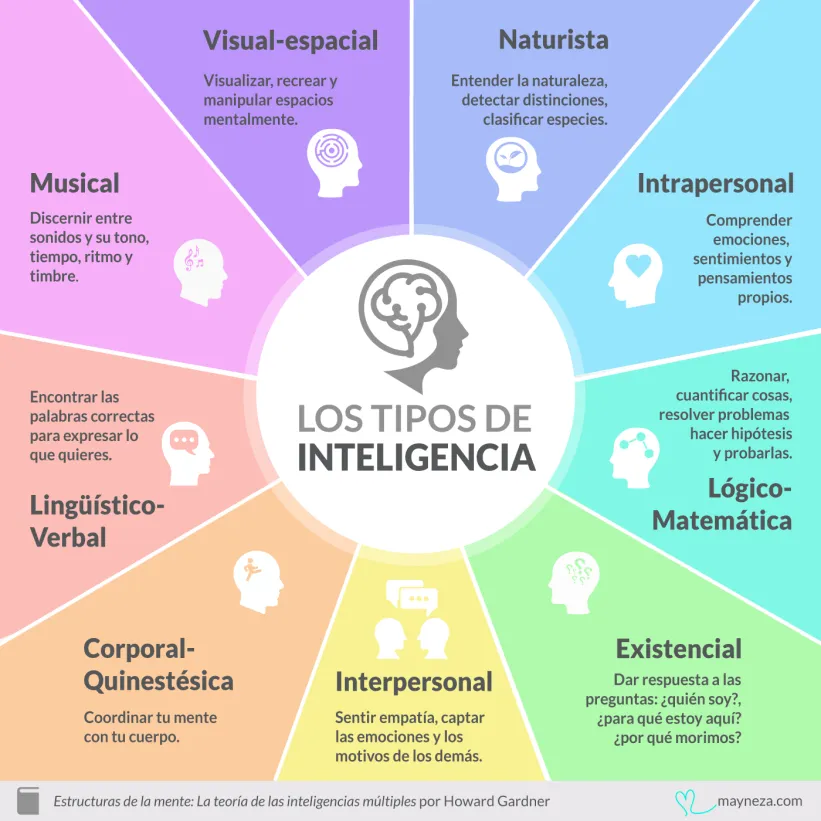 Visual-espacial
Visualizar, recrear y
manipular espacios
mentalmente.
Naturista
Entender la naturaleza,
detectar distinciones,
clasificar especies.
Musical
Discernir entre
sonidos y su tono,
tiempo, ritmo y
timbre.
Intrapersonal
Comprender
emociones,
sentimientos y
pensamientos
propios.
LOS TIPOS DE
INTELIGENCIA
Encontrar las
palabras correctas
para expresar lo
que quieres.
Lingüístico-
Verbal
Razonar,
cuantificar cosas,
resolver problemas
hacer hipótesis
y probarlas.
Lógico-
Matemática
Corporal-
Quinestésica
Coordinar tu mente
con tu cuerpo.
Interpersonal
Sentir empatía, captar
las emociones y los
motivos de los demás.
Existencial
Dar respuesta a las
preguntas: ¿quién soy?,
¿para qué estoy aquí?
¿por qué morimos?
Estructuras de la mente: La teoría de las inteligencias múltiples por Howard Gardner
mayneza.com